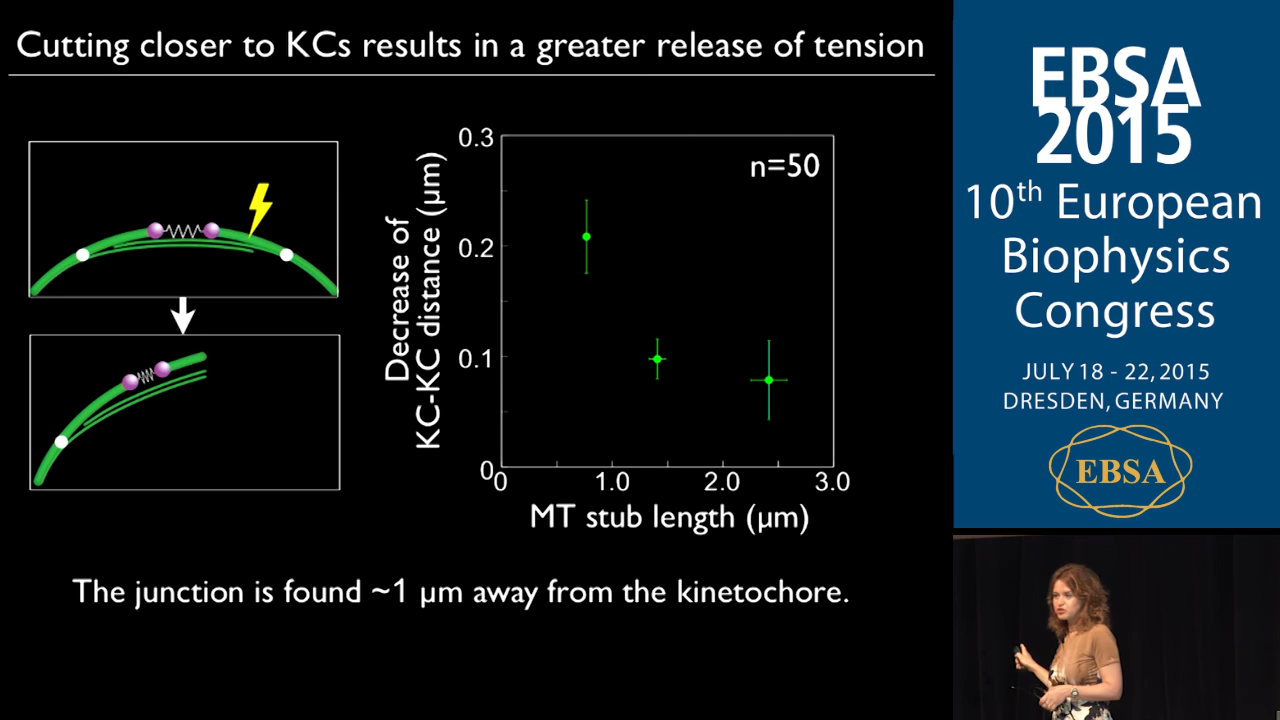 Cutting closer to KCs results in a greater release of tension
Decrease of
KC-KC distance (µm)
0.3
0.2
0.1
0
n=50
0
1.0
2.0
3.0
MT stub length (µm)
The junction is found ~1 µm away from the kinetochore.
EBSA
2015
10th European
Biophysics
Congress
JULY 18 - 22, 2015
DRESDEN, GERMANY
EBSA